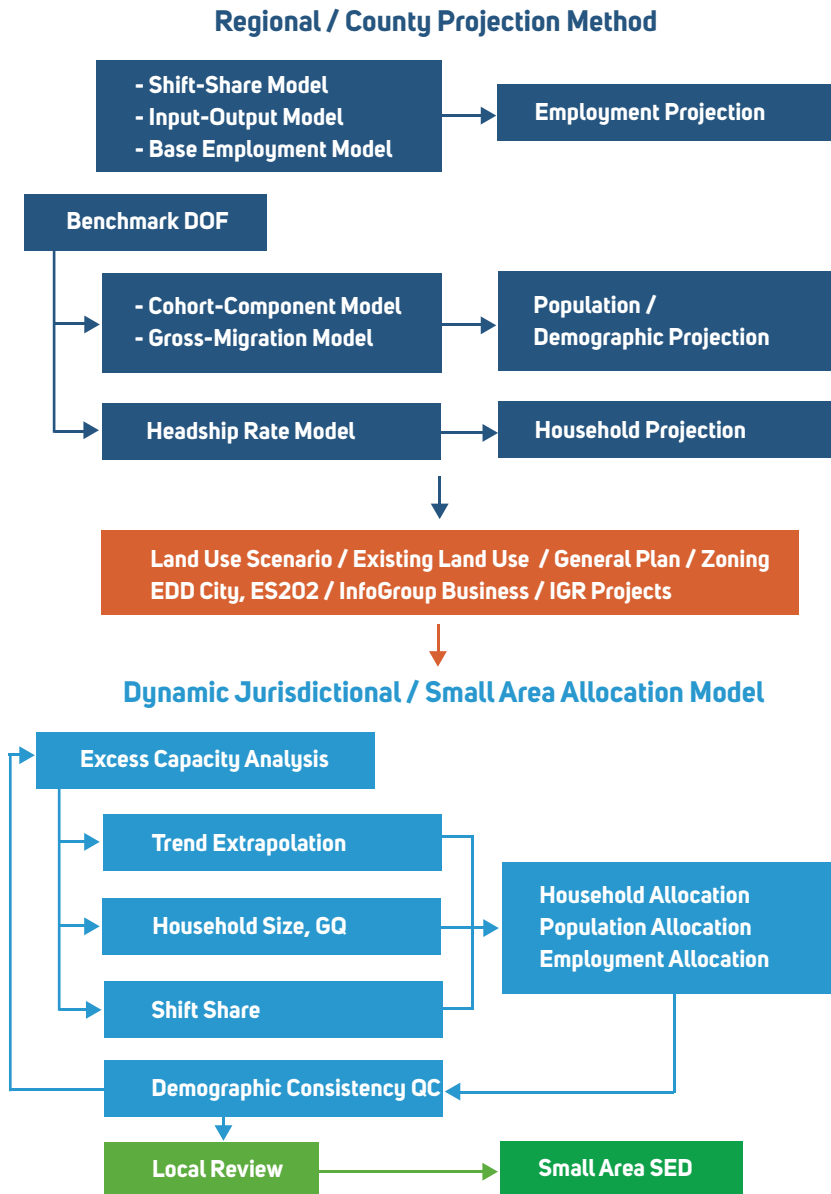 Regional / County Projection Method
- Shift-Share Model
- Input-Output Model
- Base Employment Model
Employment Projection
Benchmark DOF
- Cohort-Component Model
- Gross-Migration Model
Population /
Demographic Projection
Headship Rate Model
Household Projection
Land Use Scenario / Existing Land Use / General Plan / Zoning
EDD City, ES202 / InfoGroup Business / IGR Projects
Dynamic Jurisdictional / Small Area Allocation Model
Excess Capacity Analysis
Trend Extrapolation
Household Size, GQ
Shift Share
Household Allocation
Population Allocation
Employment Allocation
Demographic Consistency QC
Local Review
Small Area SED